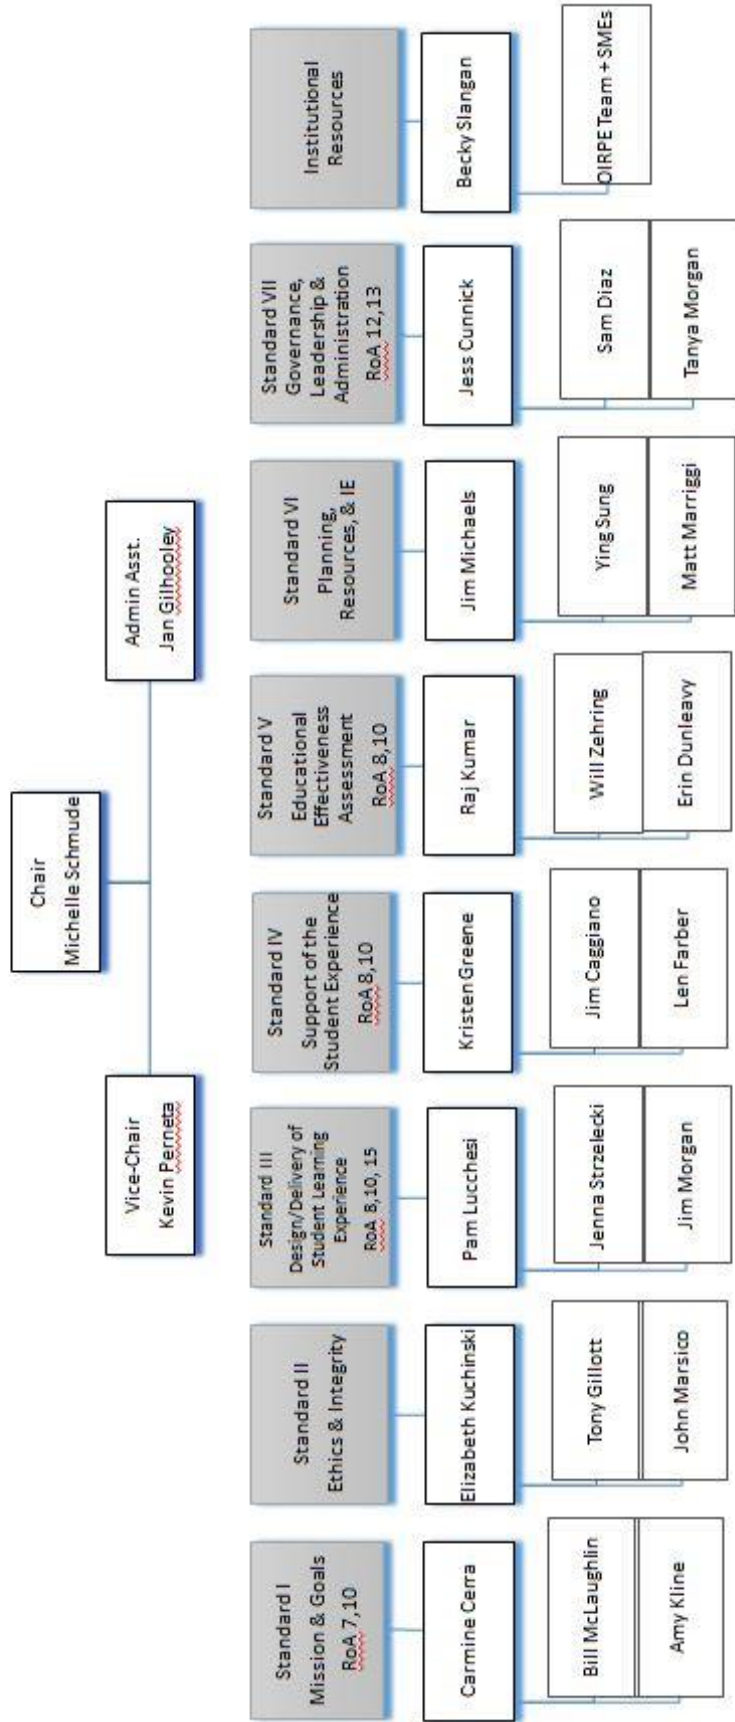 Chair
Michelle Schmude
Vice-Chair
Kevin Perneta
Admin Asst.
Jan Gilhooley
Standard I
Mission & Goals
RoA 7,10
Standard II
Ethics & Integrity
Standard III
Design/Delivery of
Student Learning
Experience
RoA 8,10, 15
Standard IV
Support of the
Student Experience
RoA 8,10
Standard V
Educational
Effectiveness
Assessment
RoA 8,10
Standard VI
Planning,
Resources, & IE
Standard VII
Governance,
Leadership &
Administration
RoA 12,13
Institutional
Resources
Carmine Cerra
Elizabeth Kuchinski
Pam Lucchesi
Kristen Greene
Raj Kumar
Jim Michaels
Jess Cunnick
Becky Slangan
Bill McLaughlin
Tony Gillott
Jenna Strzelecki
Jim Caggiano
Will Zehring
Ying Sung
Sam Diaz
OIRPE Team + SMEs
Amy Kline
John Marsico
Jim Morgan
Len Farber
Erin Dunleavy
Matt Marriggi
Tanya Morgan